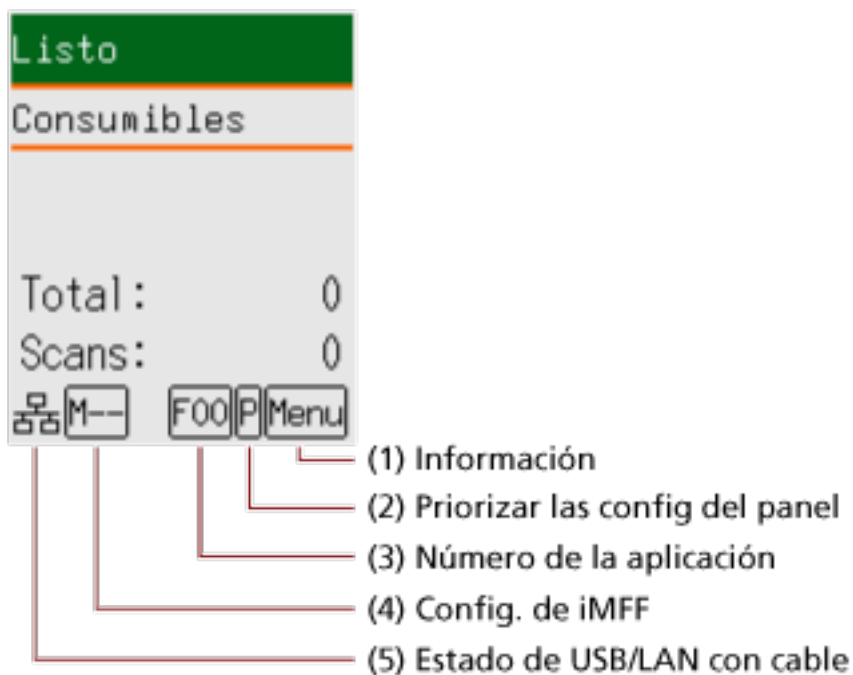 Listo
Consumibles
Total: 0
Scans: 0
M-- F00 P Menu
(1) Información
(2) Priorizar las config del panel
(3) Número de la aplicación
(4) Config. de iMFF
(5) Estado de USB/LAN con cable